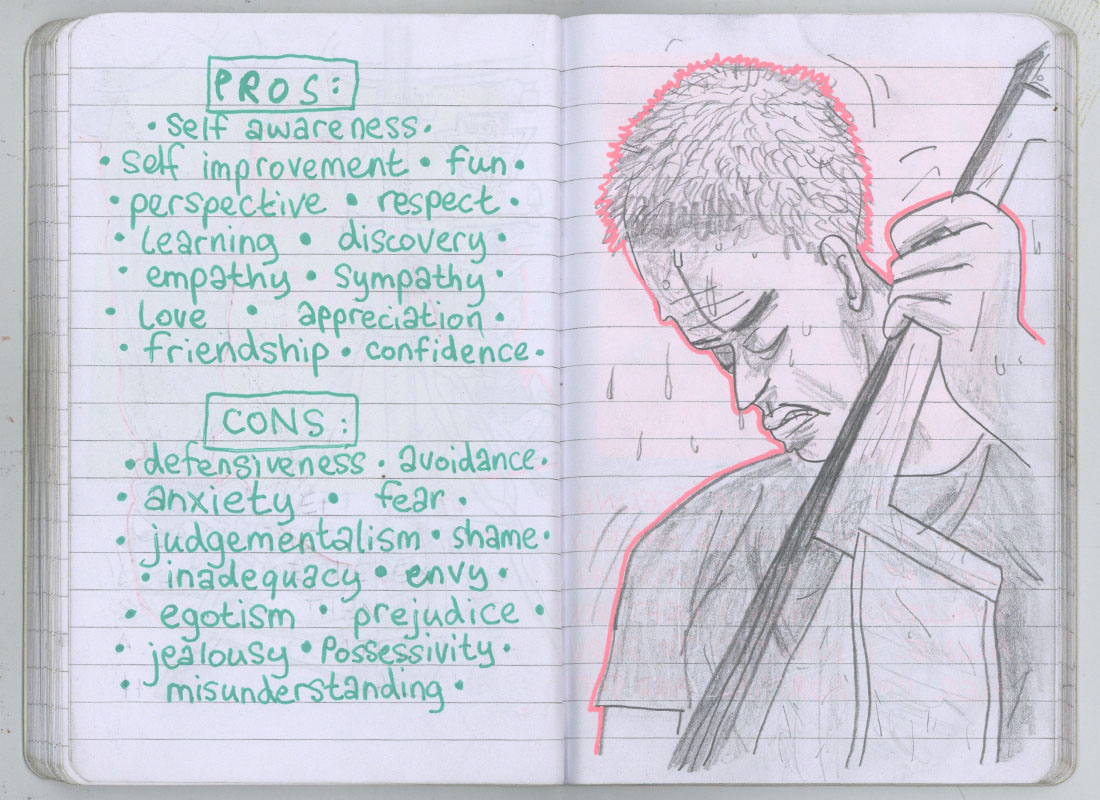 PROS:
• self awareness •
• self improvement • fun •
• perspective • respect •
• learning • discovery •
• empathy • sympathy •
• love • appreciation •
• friendship • confidence •
CONS:
• defensiveness • avoidance •
• anxiety • fear •
• judgementalism • shame •
• inadequacy • envy •
• egotism • prejudice •
• jealousy • possessivity •
• misunderstanding •